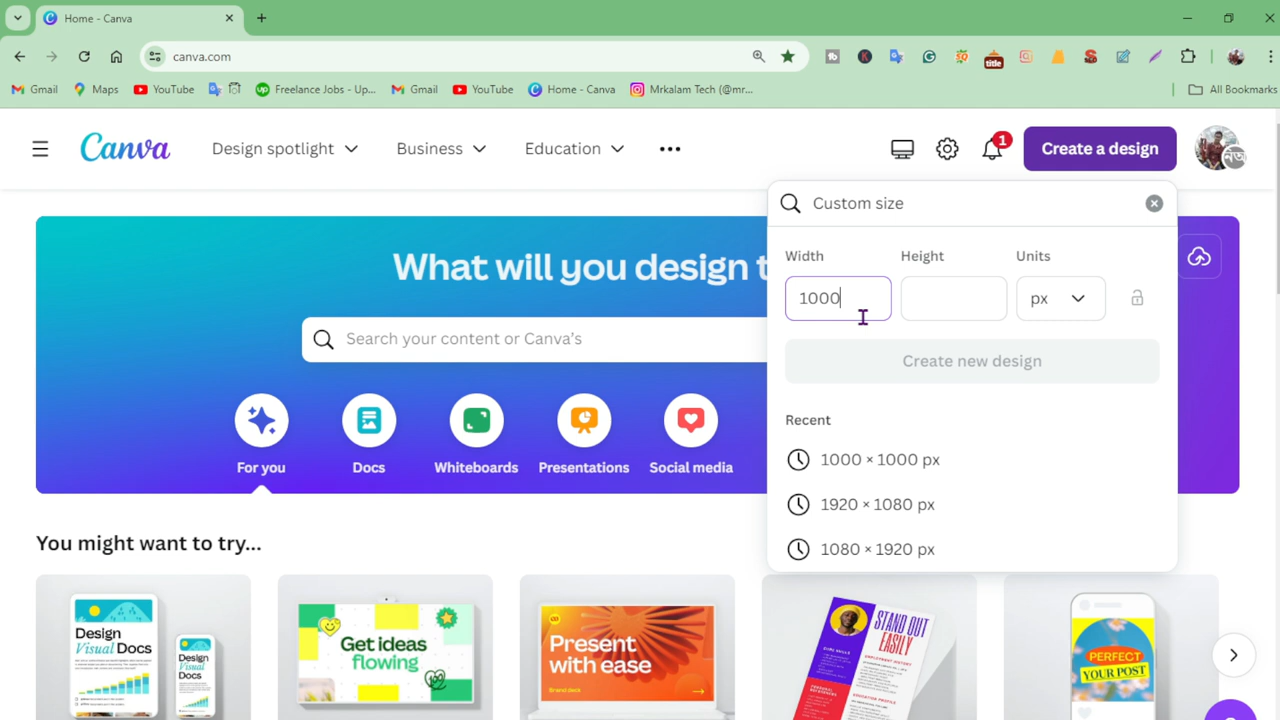 Home - Canva
canva.com
title
Gmail
Maps
YouTube
Freelance Jobs - Up...
Gmail
YouTube
Home - Canva
Mrkalam Tech (@mr...
All Bookmarks
Canva
Design spotlight
Business
Education
1
Create a design
Custom size
What will you design t
Width
Height
Units
1000
px
Search your content or Canva's
Create new design
Recent
1000 × 1000 px
1920 × 1080 px
1080 × 1920 px
For you
Docs
Whiteboards
Presentations
Social media
You might want to try...
Design
Visual Docs
Design
Visual
Docs
Get ideas
flowing
Present
with ease
Brand deck
STAND OUT
EASILY
PERFECT
YOUR POST